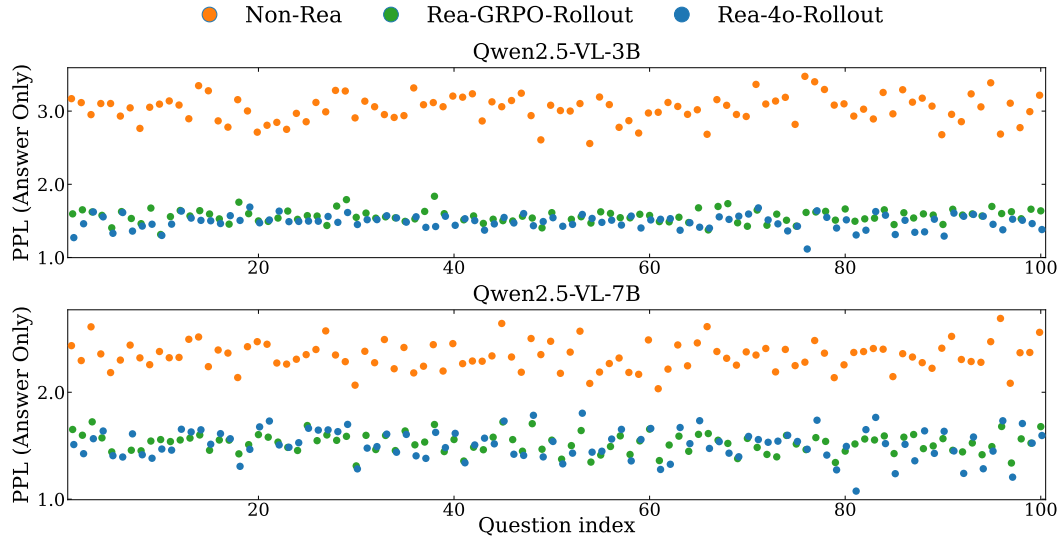 Non-Rea Rea-GRPO-Rollout Rea-4o-Rollout
Qwen2.5-VL-3B
PPL (Answer Only)
3.0
2.0
1.0
20 40 60 80 100
Qwen2.5-VL-7B
PPL (Answer Only)
2.0
1.0
20 40 60 80 100
Question index